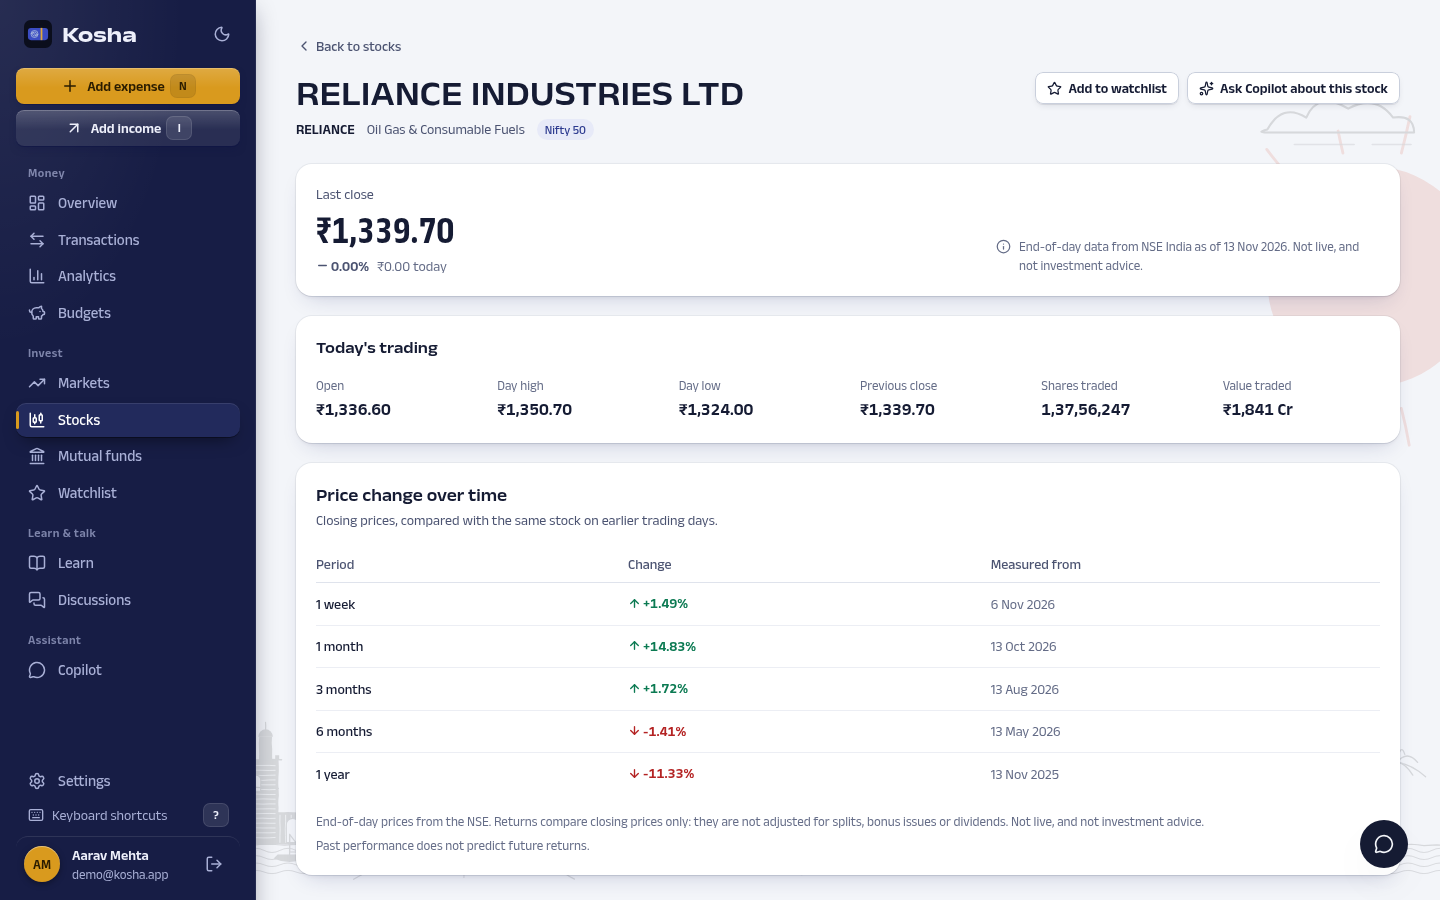 Kosha
Add expense N
Add income I
Money
Overview
Transactions
Analytics
Budgets
Invest
Markets
Stocks
Mutual funds
Watchlist
Learn & talk
Learn
Discussions
Assistant
Copilot
Settings
Keyboard shortcuts ?
AM
Aarav Mehta
demo@kosha.app
Back to stocks
RELIANCE INDUSTRIES LTD
Add to watchlist
Ask Copilot about this stock
RELIANCE Oil Gas & Consumable Fuels Nifty 50
Last close
₹1,339.70
0.00% ₹0.00 today
End-of-day data from NSE India as of 13 Nov 2026. Not live, and
not investment advice.
Today's trading
Open Day high Day low Previous close Shares traded Value traded
₹1,336.60 ₹1,350.70 ₹1,324.00 ₹1,339.70 1,37,56,247 ₹1,841 Cr
Price change over time
Closing prices, compared with the same stock on earlier trading days.
Period Change Measured from
1 week +1.49% 6 Nov 2026
1 month +14.83% 13 Oct 2026
3 months +1.72% 13 Aug 2026
6 months -1.41% 13 May 2026
1 year -11.33% 13 Nov 2025
End-of-day prices from the NSE. Returns compare closing prices only: they are not adjusted for splits, bonus issues or dividends. Not live, and not investment advice.
Past performance does not predict future returns.